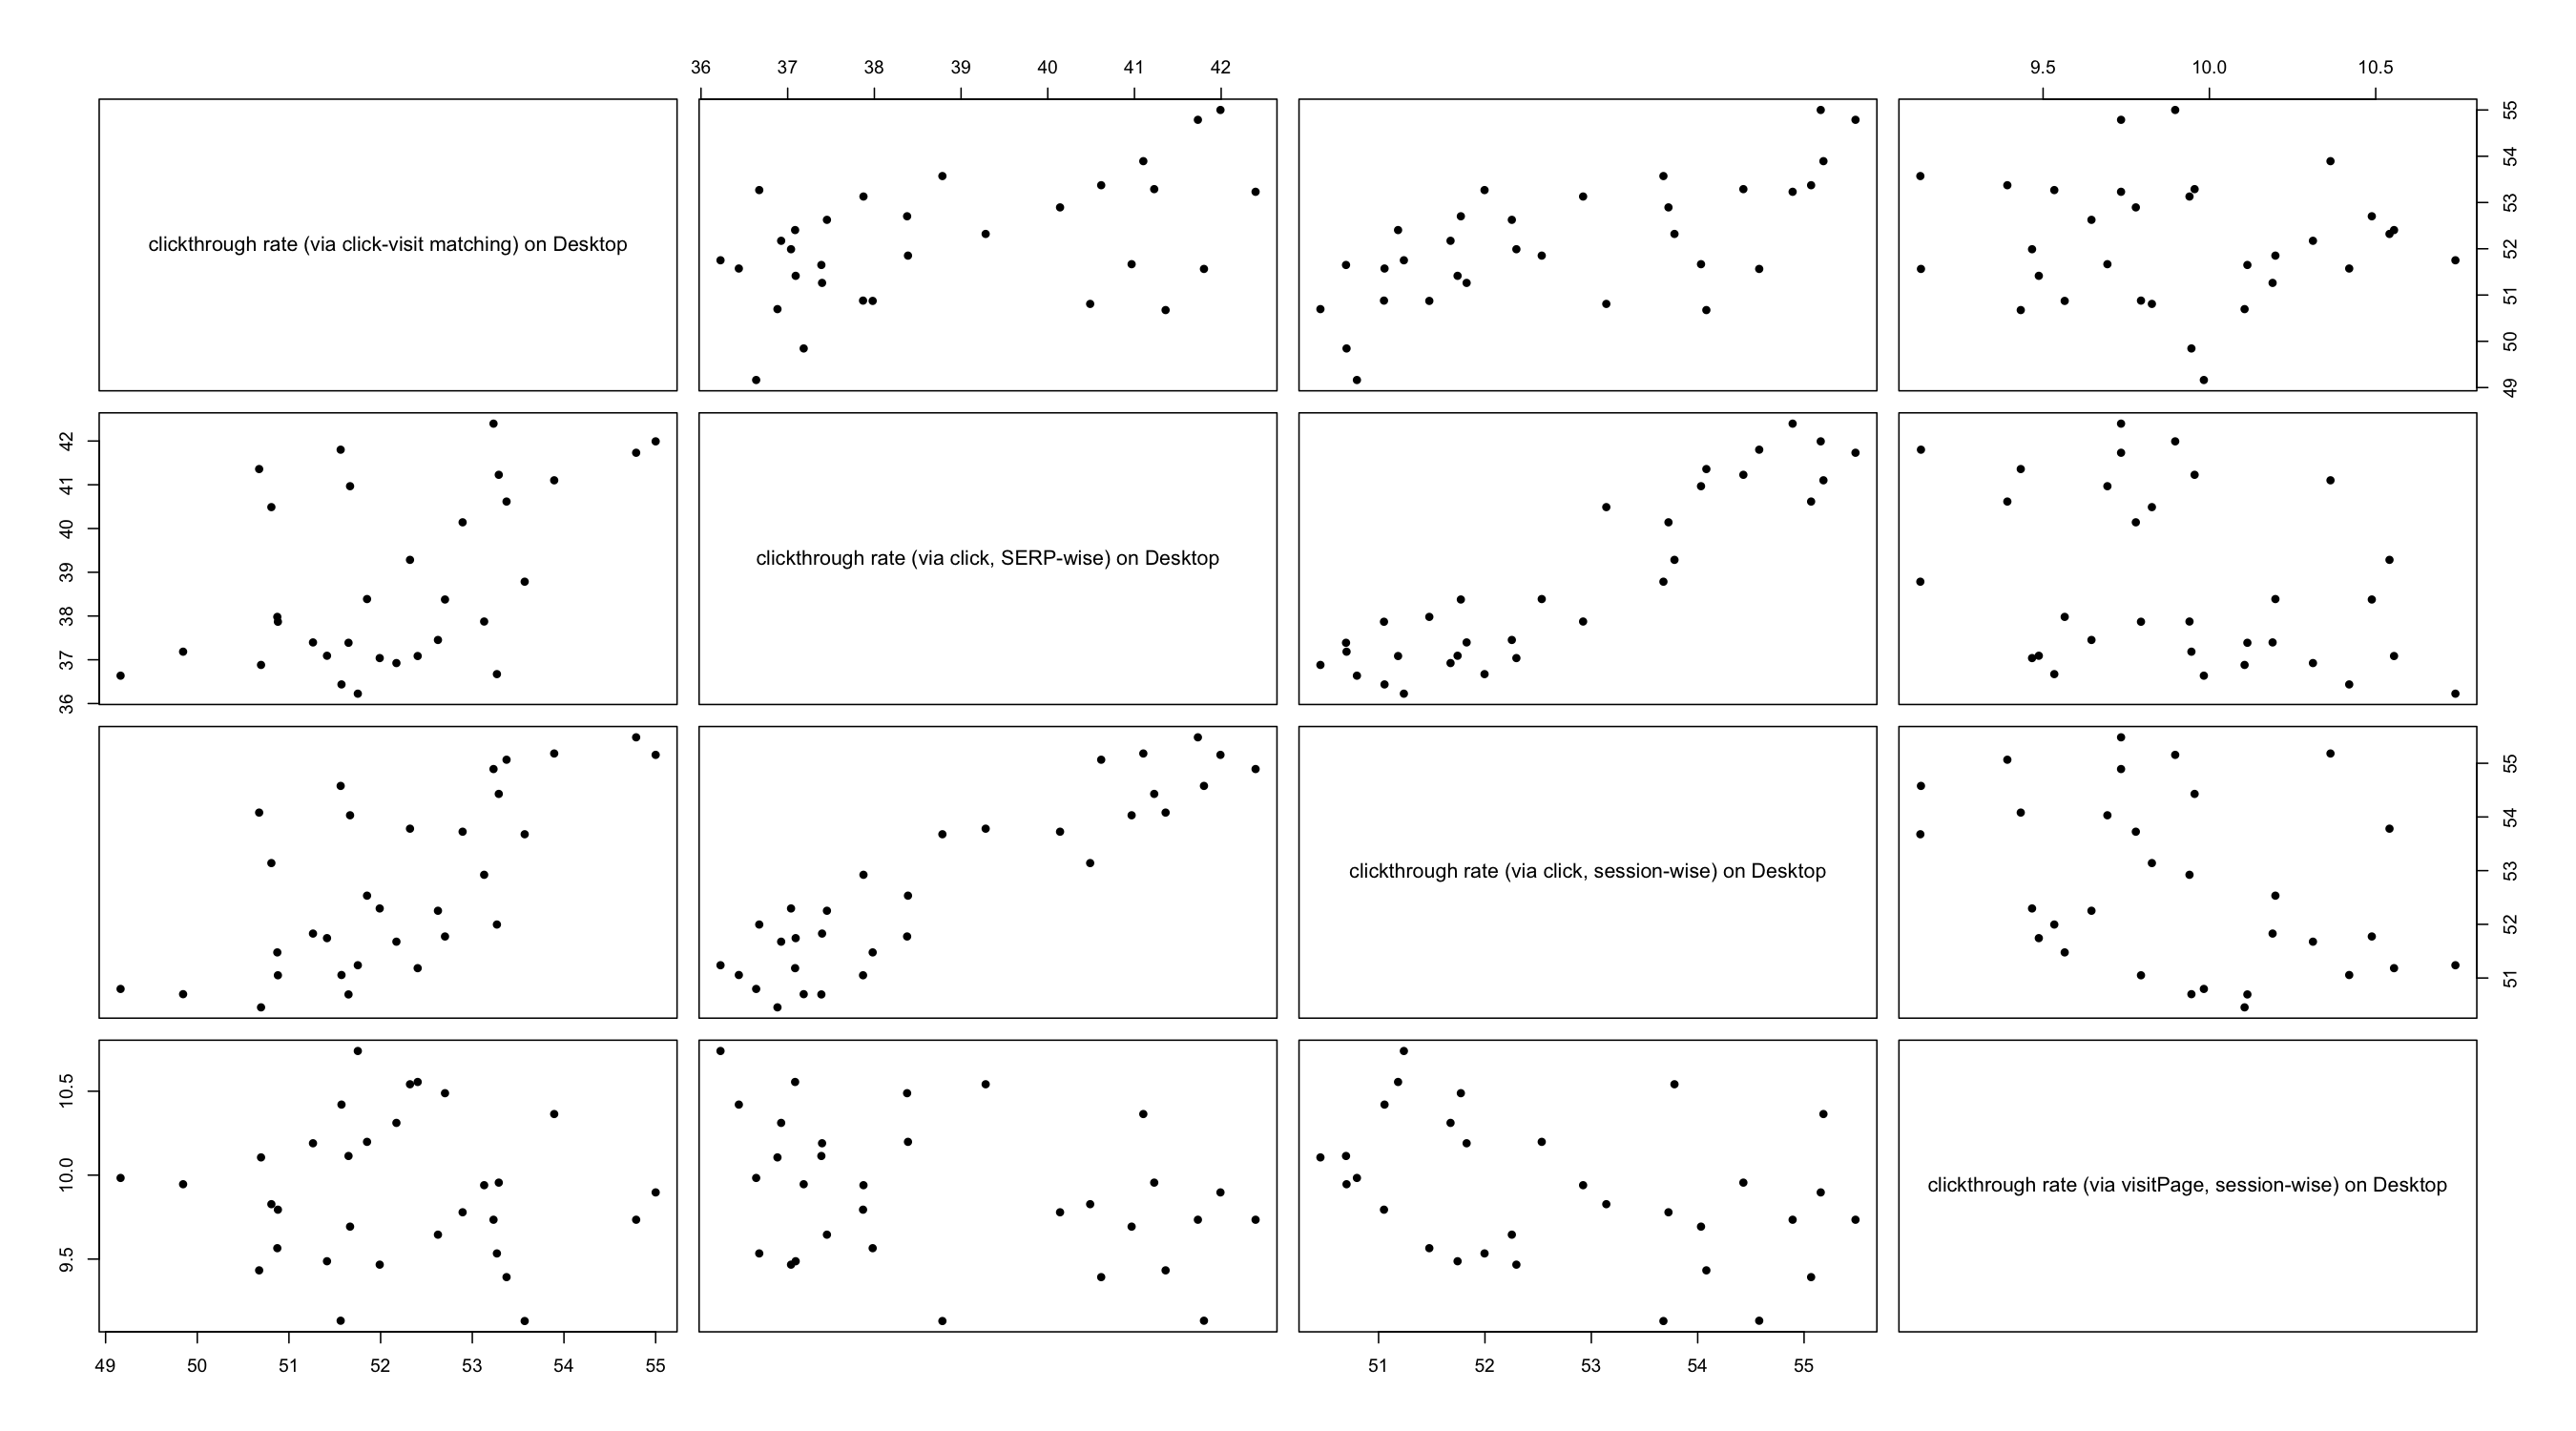 36 37 38 39 40 41 42
9.5 10.0 10.5
clickthrough rate (via click-visit matching) on Desktop
49 50 51 52 53 54 55
36 37 38 39 40 41 42
clickthrough rate (via click, SERP-wise) on Desktop
clickthrough rate (via click, session-wise) on Desktop
51 52 53 54 55
9.5 10.0 10.5
clickthrough rate (via visitPage, session-wise) on Desktop
49 50 51 52 53 54 55
51 52 53 54 55